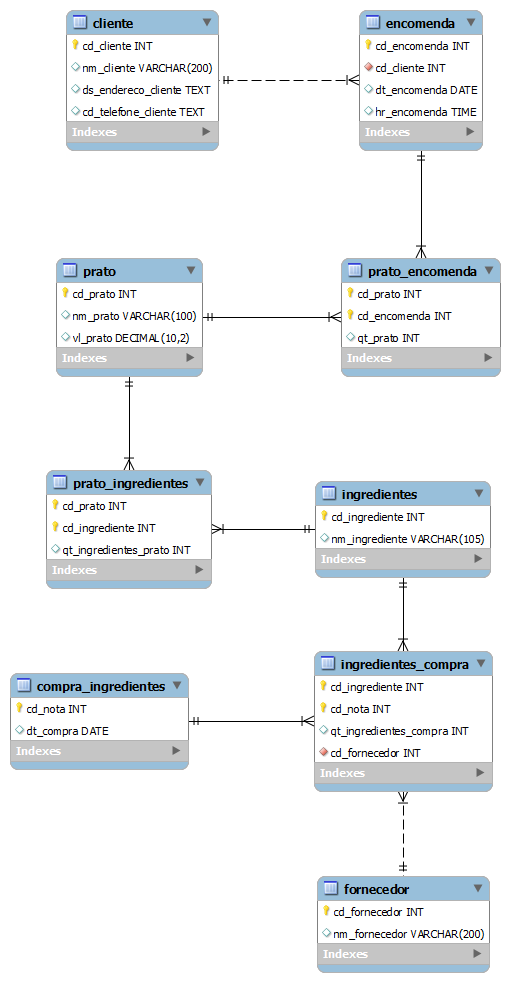 cliente
cd_cliente INT
nm_cliente VARCHAR(200)
ds_endereco_cliente TEXT
cd_telefone_cliente TEXT
Indexes
encomenda
cd_encomenda INT
cd_cliente INT
dt_encomenda DATE
hr_encomenda TIME
Indexes
prato
cd_prato INT
nm_prato VARCHAR(100)
vl_prato DECIMAL(10,2)
Indexes
prato_encomenda
cd_prato INT
cd_encomenda INT
qt_prato INT
Indexes
prato_ingredientes
cd_prato INT
cd_ingrediente INT
qt_ingredientes_prato INT
Indexes
ingredientes
cd_ingrediente INT
nm_ingrediente VARCHAR(105)
Indexes
compra_ingredientes
cd_nota INT
dt_compra DATE
Indexes
ingredientes_compra
cd_ingrediente INT
cd_nota INT
qt_ingredientes_compra INT
cd_fornecedor INT
Indexes
fornecedor
cd_fornecedor INT
nm_fornecedor VARCHAR(200)
Indexes